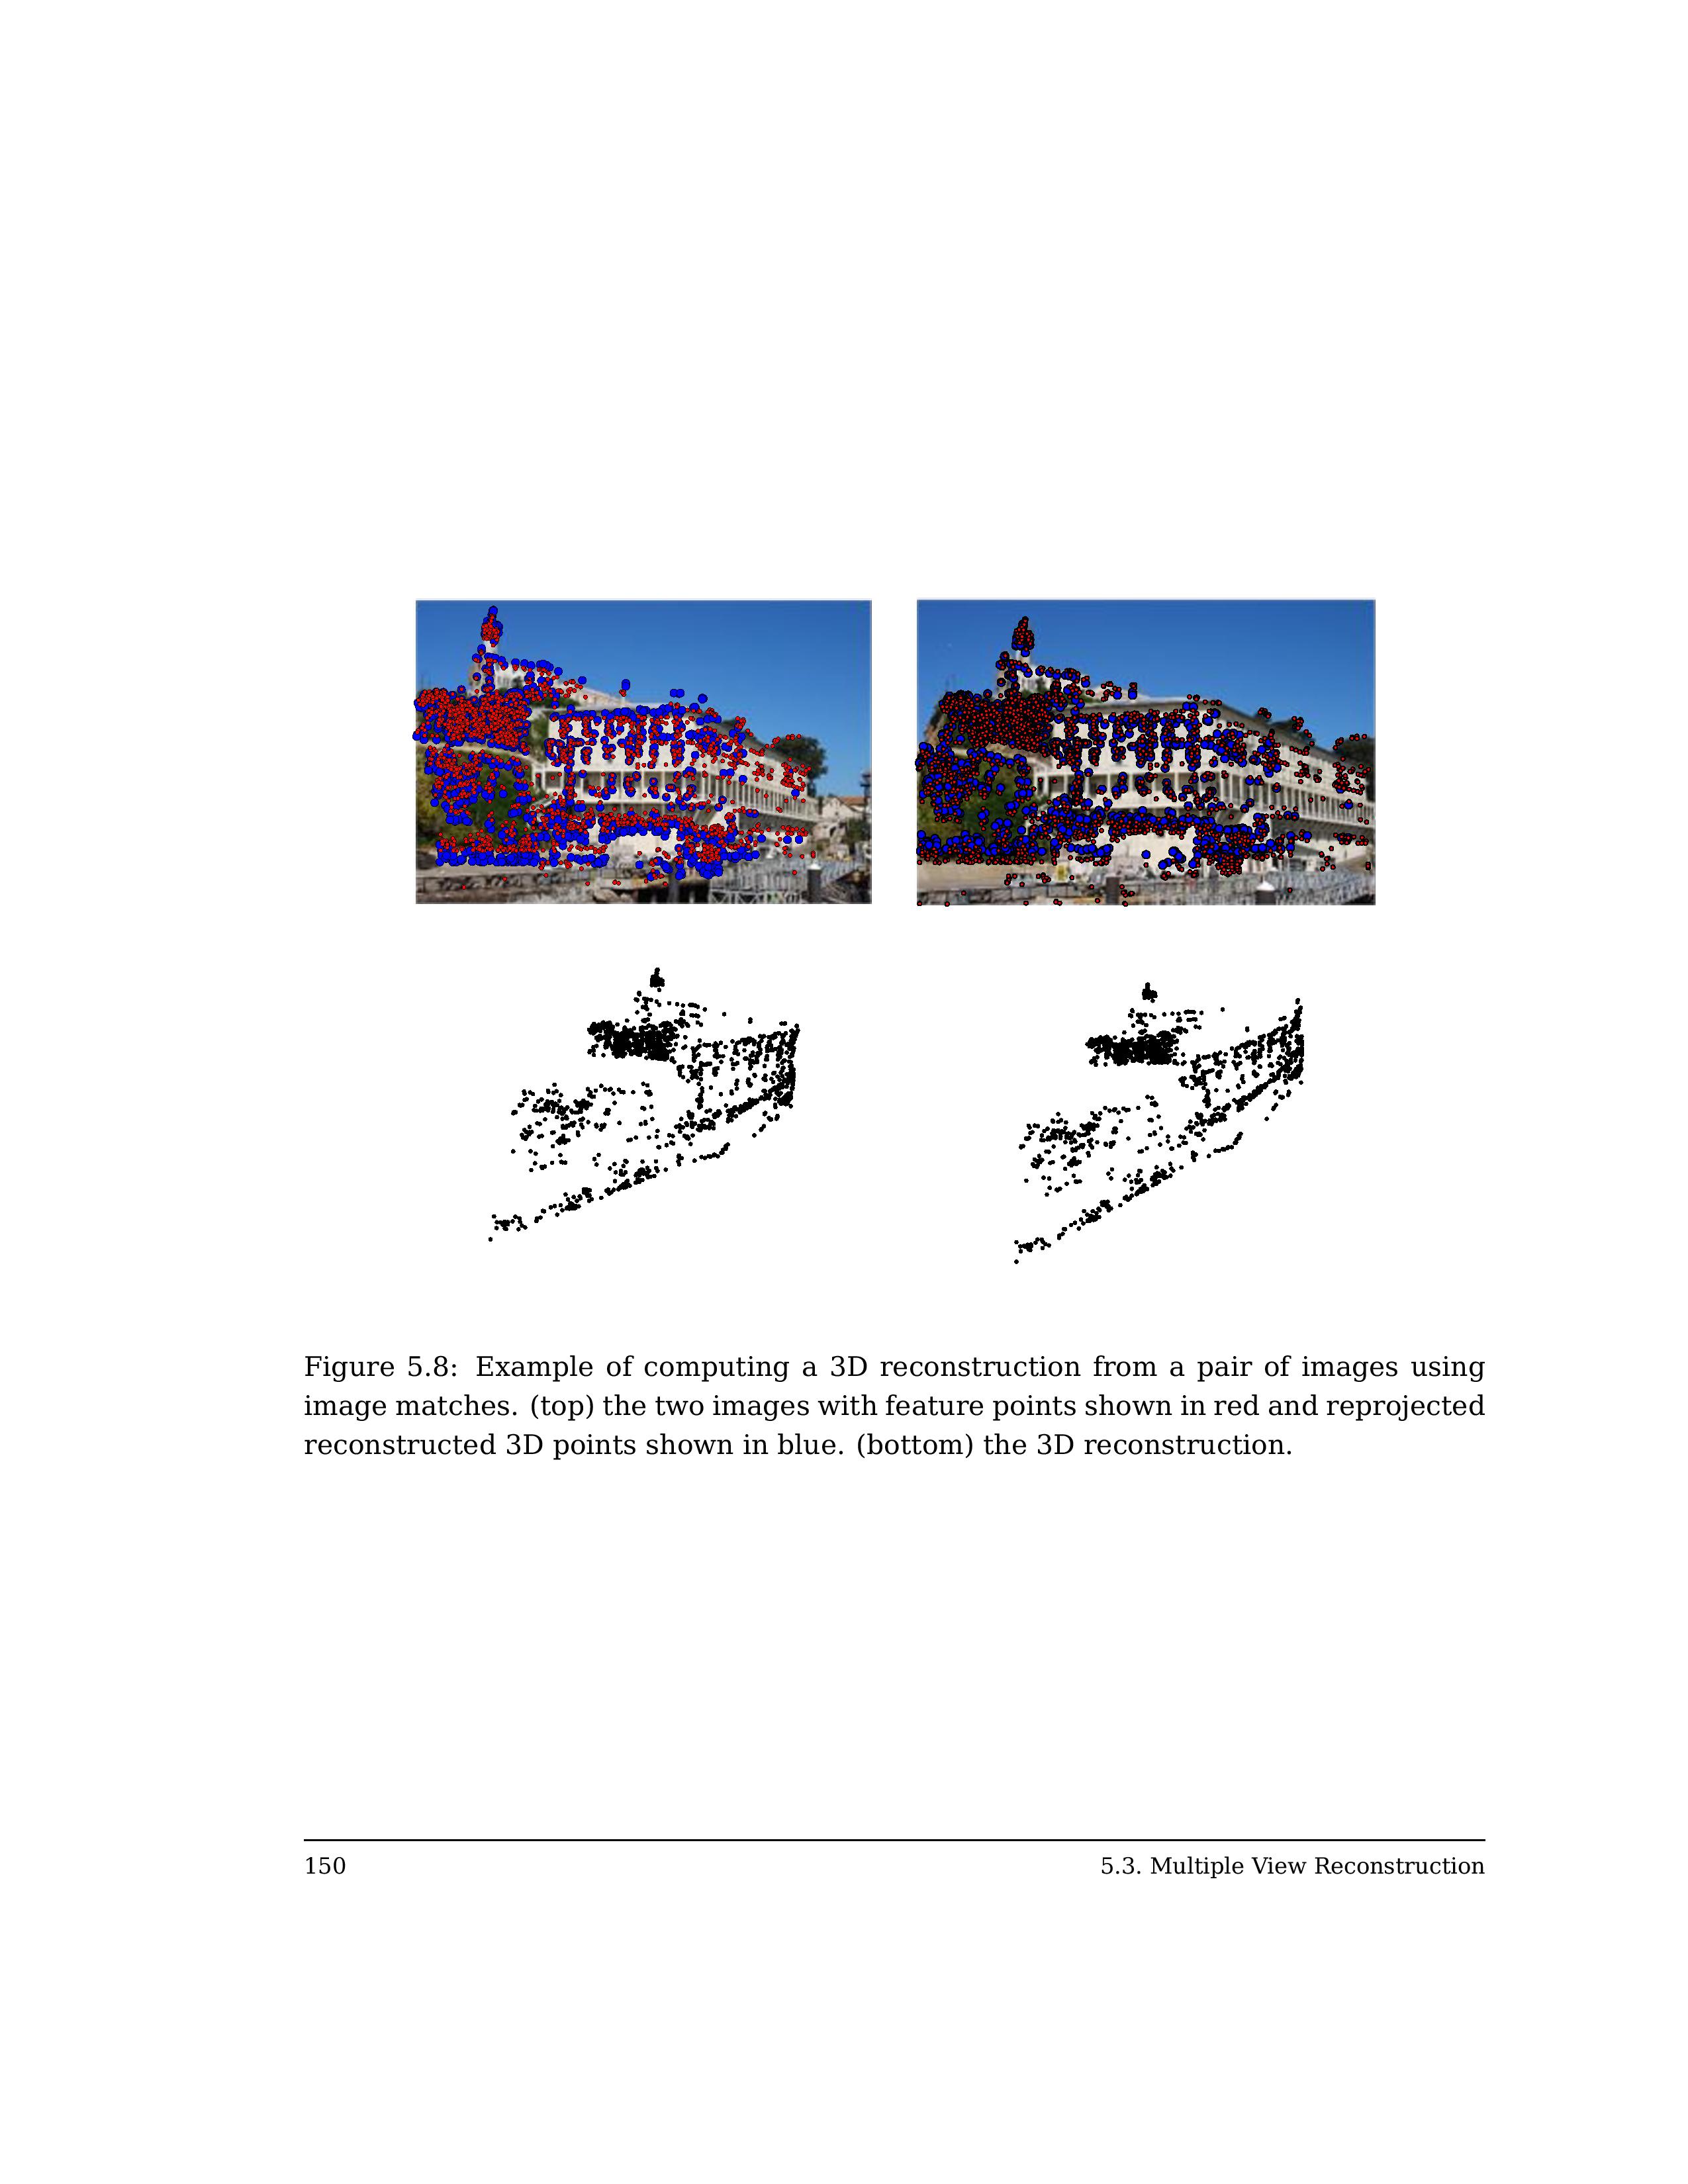 Figure 5.8: Example of computing a 3D reconstruction from a pair of images using
image matches. (top) the two images with feature points shown in red and reprojected
reconstructed 3D points shown in blue. (bottom) the 3D reconstruction.
150
5.3. Multiple View Reconstruction